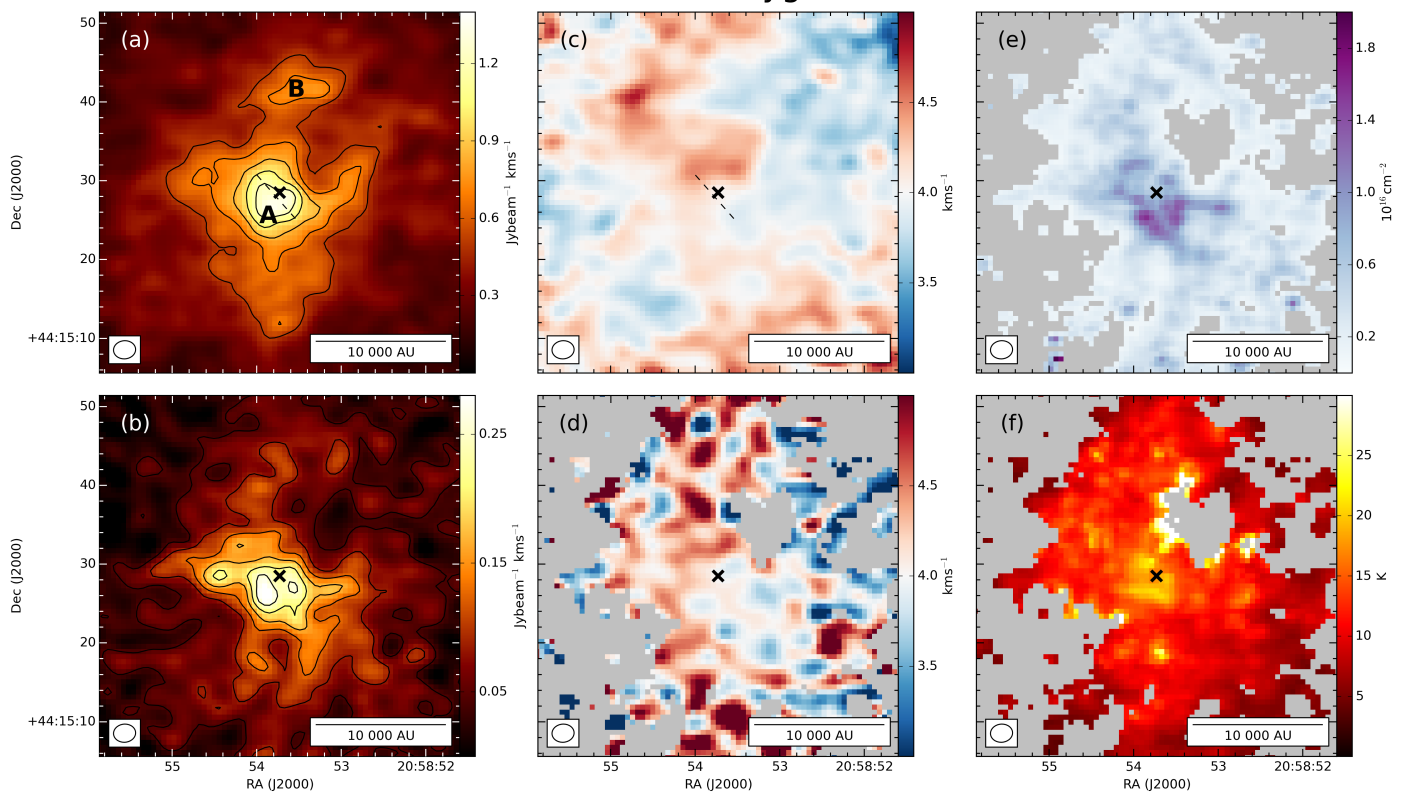 (a)
B
A
50
40
30
20
+44:15:10
Dec (J2000)
10 000 AU
1.2
0.9
0.6
0.3
Jybeam⁻¹ kms⁻¹
(c)
10 000 AU
4.5
4.0
3.5
kms⁻¹
(e)
10 000 AU
1.8
1.4
1.0
0.6
0.2
10¹⁶ cm⁻²
(b)
50
40
30
20
+44:15:10
Dec (J2000)
10 000 AU
55
54
53
20:58:52
RA (J2000)
0.25
0.15
0.05
Jybeam⁻¹ kms⁻¹
(d)
10 000 AU
55
54
53
20:58:52
RA (J2000)
4.5
4.0
3.5
kms⁻¹
(f)
10 000 AU
55
54
53
20:58:52
RA (J2000)
25
20
15
10
5
K